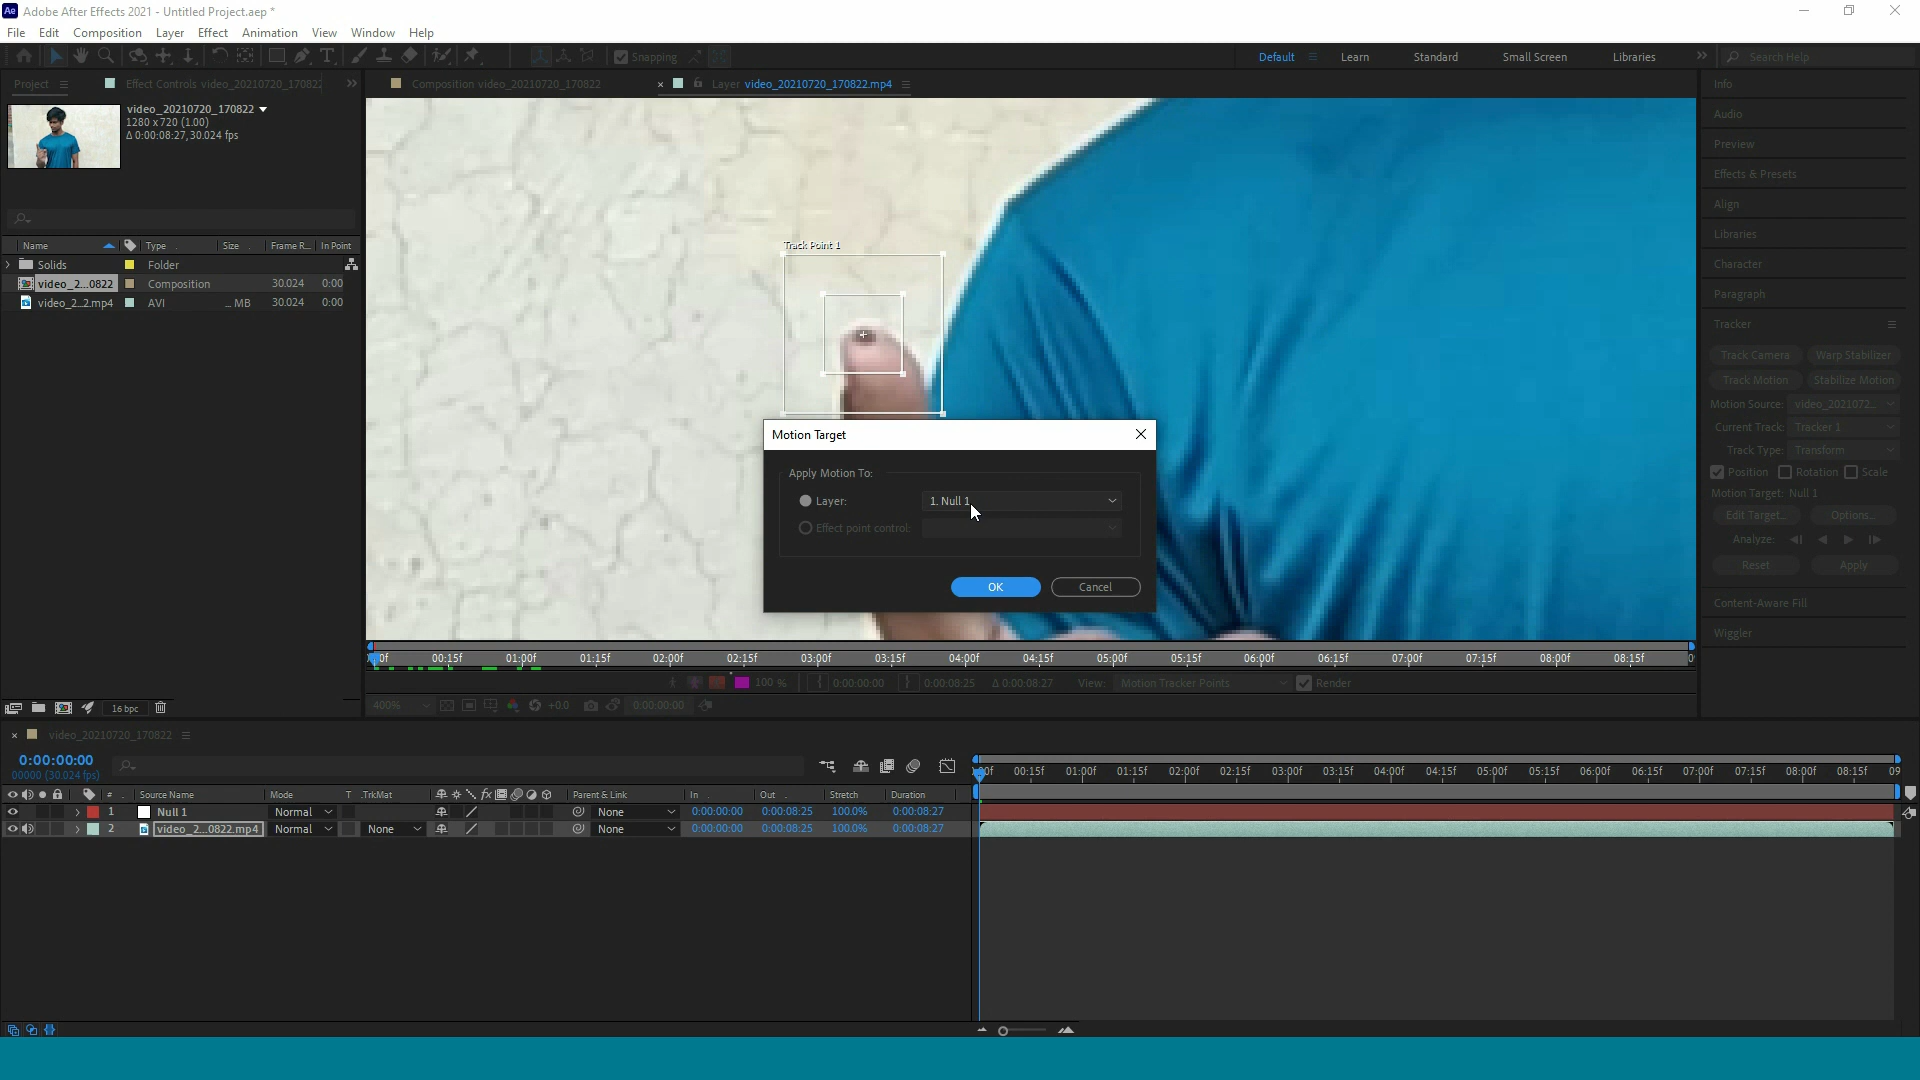 Ae Adobe After Effects 2021 - Untitled Project.aep *
File Edit Composition Layer Effect Animation View Window Help
Snapping
Default Learn Standard Small Screen Libraries Search Help
Project
Effect Controls video_20210720_17082
Composition video_20210720_170822
Layer video_20210720_170822.mp4
video_20210720_170822
1280 x 720 (1.00)
Δ 0:00:08:27, 30.024 fps
Name Type Size Frame R... In Point
Solids Folder
video_2...0822 Composition 30.024 0:00
video_2...2.mp4 AVI ... MB 30.024 0:00
16 bpc
Track Point 1
Motion Target
Apply Motion To:
Layer: 1. Null 1
Effect point control:
OK Cancel
00:15f 01:00f 01:15f 02:00f 02:15f 03:00f 03:15f 04:00f 04:15f 05:00f 05:15f 06:00f 06:15f 07:00f 07:15f 08:00f 08:15f
100 % 0:00:00:00 0:00:08:25 Δ 0:00:08:27 View: Motion Tracker Points Render
400% +0.0 0:00:00:00
Info
Audio
Preview
Effects & Presets
Align
Libraries
Character
Paragraph
Tracker
Track Camera Warp Stabilizer
Track Motion Stabilize Motion
Motion Source: video_2021072...
Current Track: Tracker 1
Track Type: Transform
Position Rotation Scale
Motion Target: Null 1
Edit Target... Options...
Analyze:
Reset Apply
Content-Aware Fill
Wiggler
video_20210720_170822
0:00:00:00
00000 (30.024 fps)
# Source Name Mode T .TrkMat fx Parent & Link In Out Stretch Duration
1 Null 1 Normal None 0:00:00:00 0:00:08:25 100.0% 0:00:08:27
2 video_2...0822.mp4 Normal None None 0:00:00:00 0:00:08:25 100.0% 0:00:08:27
00:15f 01:00f 01:15f 02:00f 02:15f 03:00f 03:15f 04:00f 04:15f 05:00f 05:15f 06:00f 06:15f 07:00f 07:15f 08:00f 08:15f 09